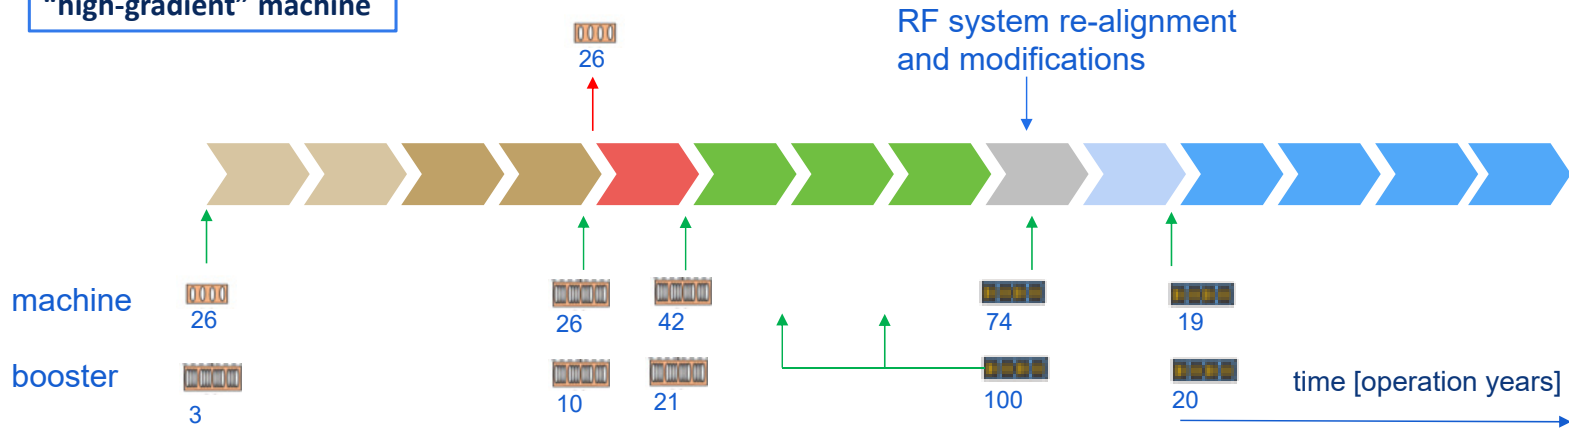 “high-gradient” machine
26
RF system re-alignment
and modifications
machine
26
26
42
74
19
booster
3
10
21
100
20
time [operation years]